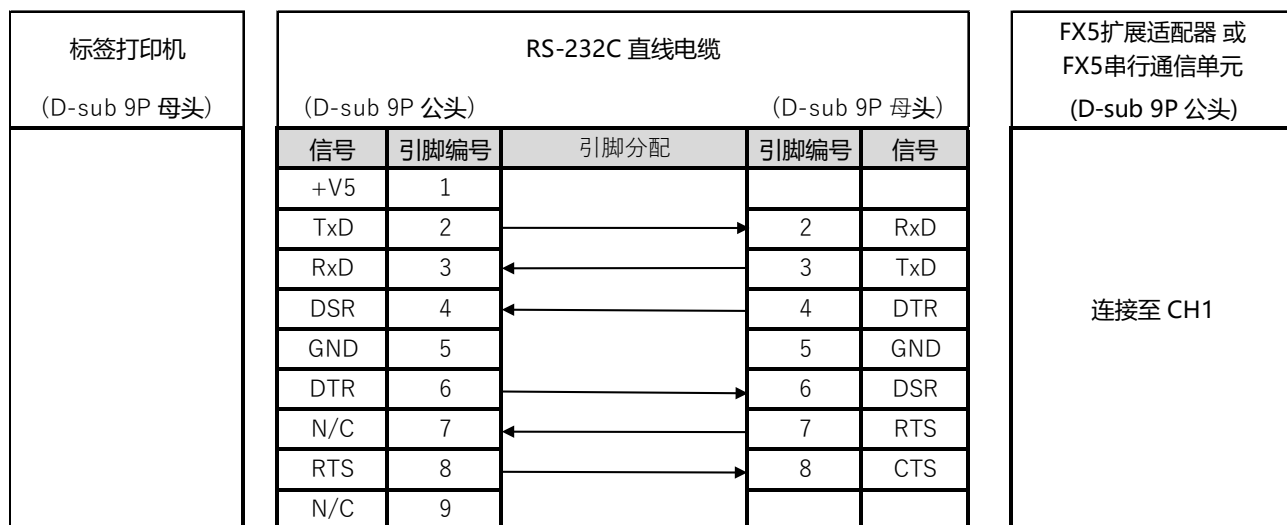 标签打印机
(D-sub 9P 母头)
RS-232C 直线电缆
(D-sub 9P 公头)
(D-sub 9P 母头)
FX5扩展适配器 或
FX5串行通信单元
(D-sub 9P 公头)
信号 引脚编号 引脚分配 引脚编号 信号
+V5 1
TxD 2 2 RxD
RxD 3 3 TxD
DSR 4 4 DTR
GND 5 5 GND
DTR 6 6 DSR
N/C 7 7 RTS
RTS 8 8 CTS
N/C 9
连接至 CH1